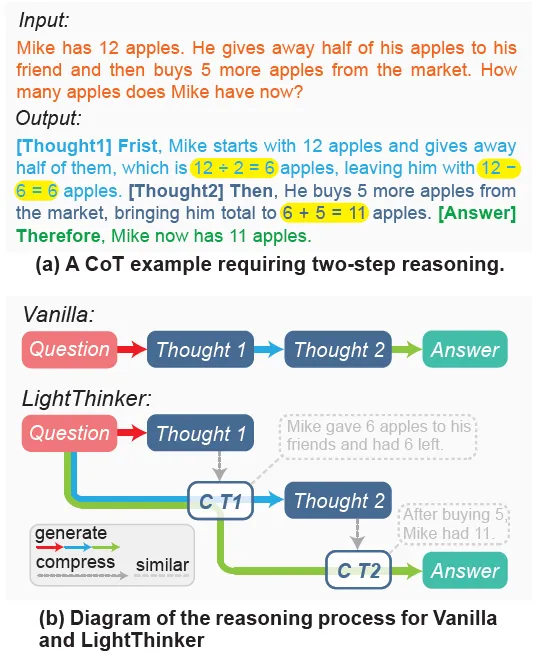 Input:
Mike has 12 apples. He gives away half of his apples to his
friend and then buys 5 more apples from the market. How
many apples does Mike have now?
Output:
[Thought1] Frist, Mike starts with 12 apples and gives away
half of them, which is 12 ÷ 2 = 6 apples, leaving him with 12 −
6 = 6 apples. [Thought2] Then, He buys 5 more apples from
the market, bringing him total to 6 + 5 = 11 apples. [Answer]
Therefore, Mike now has 11 apples.
(a) A CoT example requiring two-step reasoning.
Vanilla:
Question Thought 1 Thought 2 Answer
LightThinker:
Question Thought 1
Mike gave 6 apples to his
friends and had 6 left.
C T1 Thought 2
After buying 5,
Mike had 11.
C T2 Answer
generate
compress similar
(b) Diagram of the reasoning process for Vanilla
and LightThinker